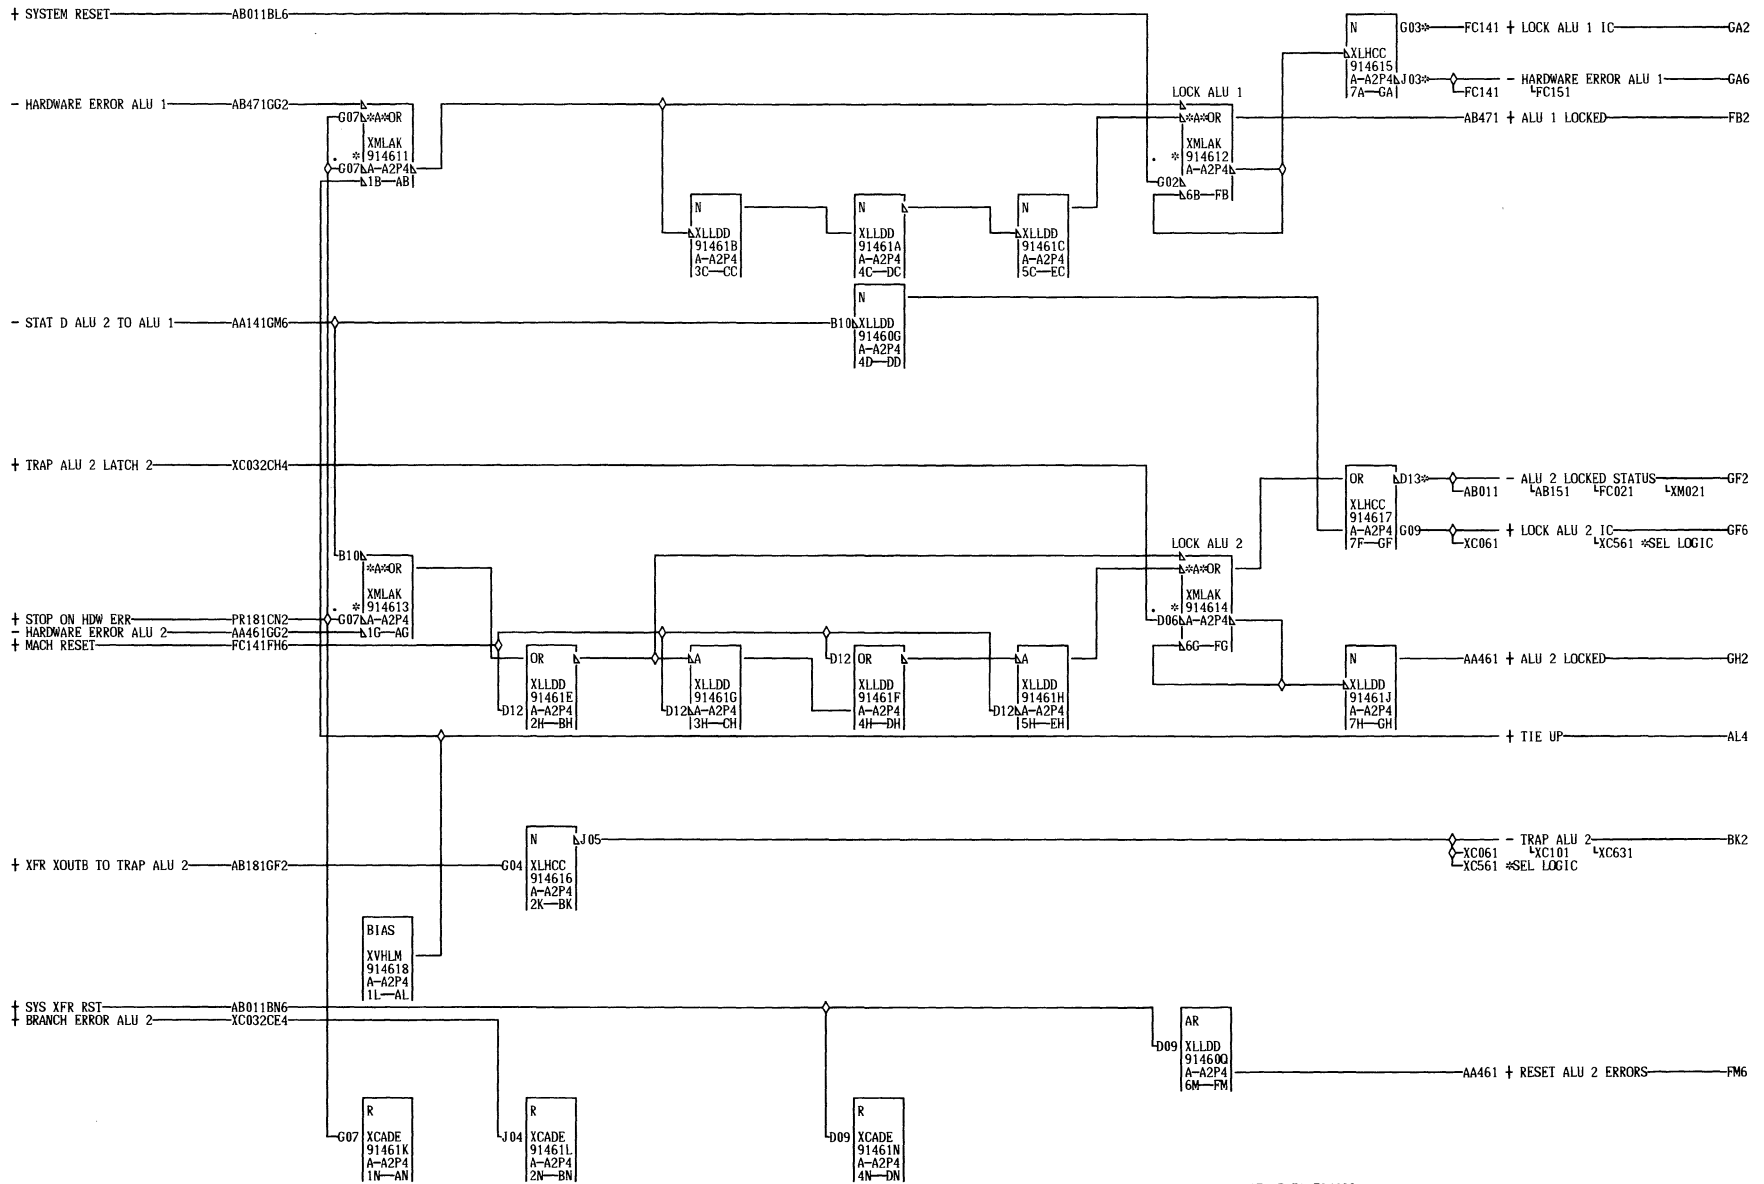 + SYSTEM RESET AB011BL6
N G03* FC141 + LOCK ALU 1 IC GA2
XLHCC
914615
A-A2P4 J03* - HARDWARE ERROR ALU 1 GA6
7A-GA FC141 FC151
- HARDWARE ERROR ALU 1 AB471GG2
LOCK ALU 1
G07 *A*OR
*A*OR AB471 + ALU 1 LOCKED FB2
XMLAK
* 914611
G07 A-A2P4
1B-AB
XMLAK
* 914612
A-A2P4
G02
6B-FB
N
XLLDD
91461B
A-A2P4
3C-CC
N
XLLDD
91461A
A-A2P4
4C-DC
N
XLLDD
91461C
A-A2P4
5C-EC
- STAT D ALU 2 TO ALU 1 AA141GM6
N
B10 XLLDD
91460G
A-A2P4
4D-DD
+ TRAP ALU 2 LATCH 2 XC032CH4
OR D13* - ALU 2 LOCKED STATUS GF2
AB011 AB151 FC021 XM021
XLHCC
914617
A-A2P4 G09 + LOCK ALU 2 IC GF6
7F-GF XC061 XC561 *SEL LOGIC
LOCK ALU 2
B10
*A*OR
XMLAK
* 914613
*A*OR
XMLAK
* 914614
+ STOP ON HDW ERR PR181CN2 G07 A-A2P4
D06 A-A2P4
- HARDWARE ERROR ALU 2 AA461GG2 1G-AG
+ MACH RESET FC141FH6
6G-FG
OR
XLLDD
91461E
D12 A-A2P4
2H-BH
A
XLLDD
91461G
D12 A-A2P4
3H-CH
D12 OR
XLLDD
91461F
A-A2P4
4H-DH
A
XLLDD
91461H
D12 A-A2P4
5H-EH
N AA461 + ALU 2 LOCKED GH2
XLLDD
91461J
A-A2P4
7H-GH
+ TIE UP AL4
N J05 - TRAP ALU 2 BK2
XC061 XC101 XC631
XC561 *SEL LOGIC
+ XFR XOUTB TO TRAP ALU 2 AB181GF2 G04 XLHCC
914616
A-A2P4
2K-BK
BIAS
XVHLM
914618
A-A2P4
1L-AL
+ SYS XFR RST AB011BN6
+ BRANCH ERROR ALU 2 XC032CE4
AR
D09 XLLDD
91460Q
A-A2P4 AA461 + RESET ALU 2 ERRORS FM6
6M-FM
R
G07 XCADE
91461K
A-A2P4
1N-AN
R
J04 XCADE
91461L
A-A2P4
2N-BN
R
D09 XCADE
91461N
A-A2P4
4N-DN